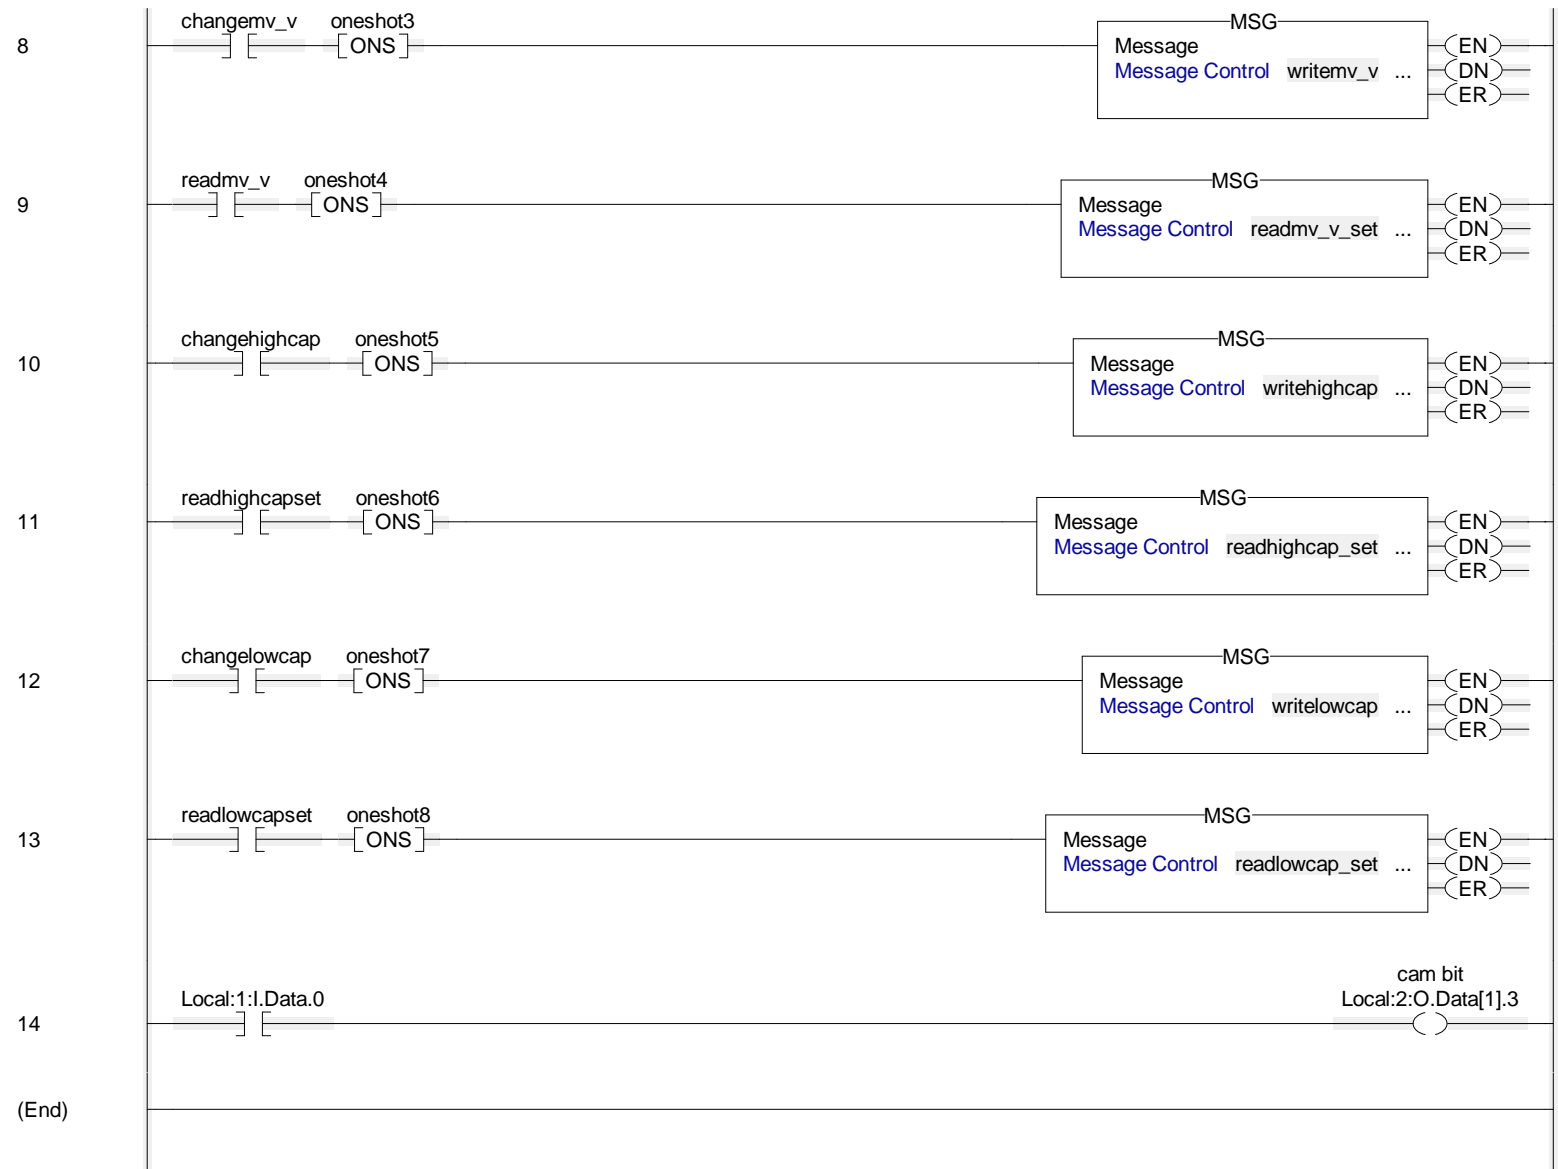 changemv_v oneshot3 MSG
8 ONS Message EN
Message Control writemv_v ... DN
ER
readmv_v oneshot4 MSG
9 ONS Message EN
Message Control readmv_v_set ... DN
ER
changehighcap oneshot5 MSG
10 ONS Message EN
Message Control writehighcap ... DN
ER
readhighcapset oneshot6 MSG
11 ONS Message EN
Message Control readhighcap_set ... DN
ER
changelowcap oneshot7 MSG
12 ONS Message EN
Message Control writelowcap ... DN
ER
readlowcapset oneshot8 MSG
13 ONS Message EN
Message Control readlowcap_set ... DN
ER
cam bit
Local:1:I.Data.0 Local:2:O.Data[1].3
14
(End)